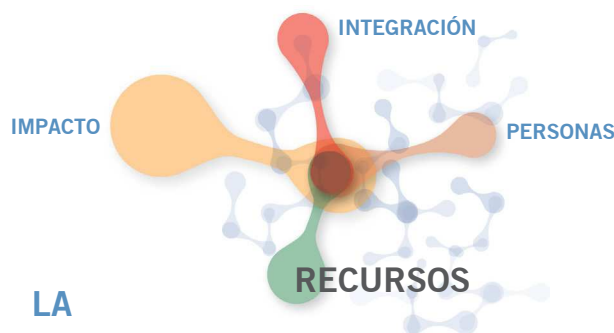 INTEGRACIÓN
IMPACTO
PERSONAS
RECURSOS
LA